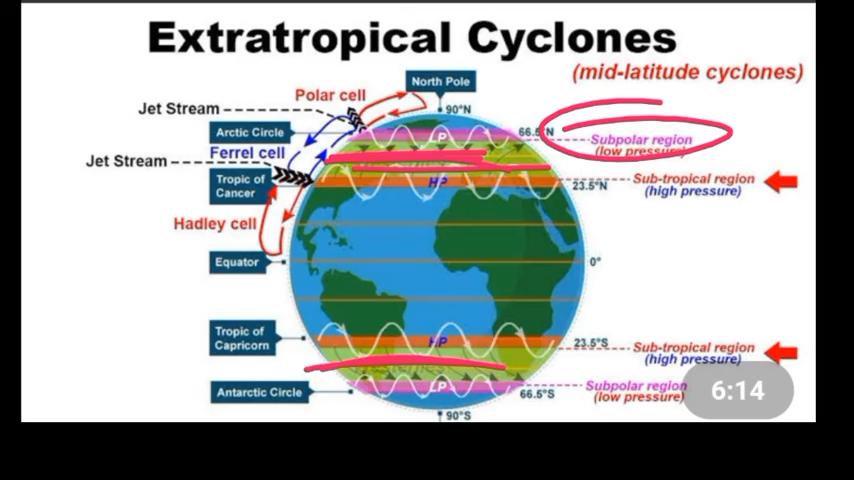 Extratropical Cyclones
(mid-latitude cyclones)
North Pole
Polar cell
90°N
Jet Stream
Arctic Circle
66.5°N
LP
Subpolar region
(low pressure)
Ferrel cell
Jet Stream
Tropic of
Cancer
HP
23.5°N
Sub-tropical region
(high pressure)
Hadley cell
Equator
0°
Tropic of
Capricorn
HP
23.5°S
Sub-tropical region
(high pressure)
Antarctic Circle
LP
66.5°S
Subpolar region
(low pressure)
6:14
90°S